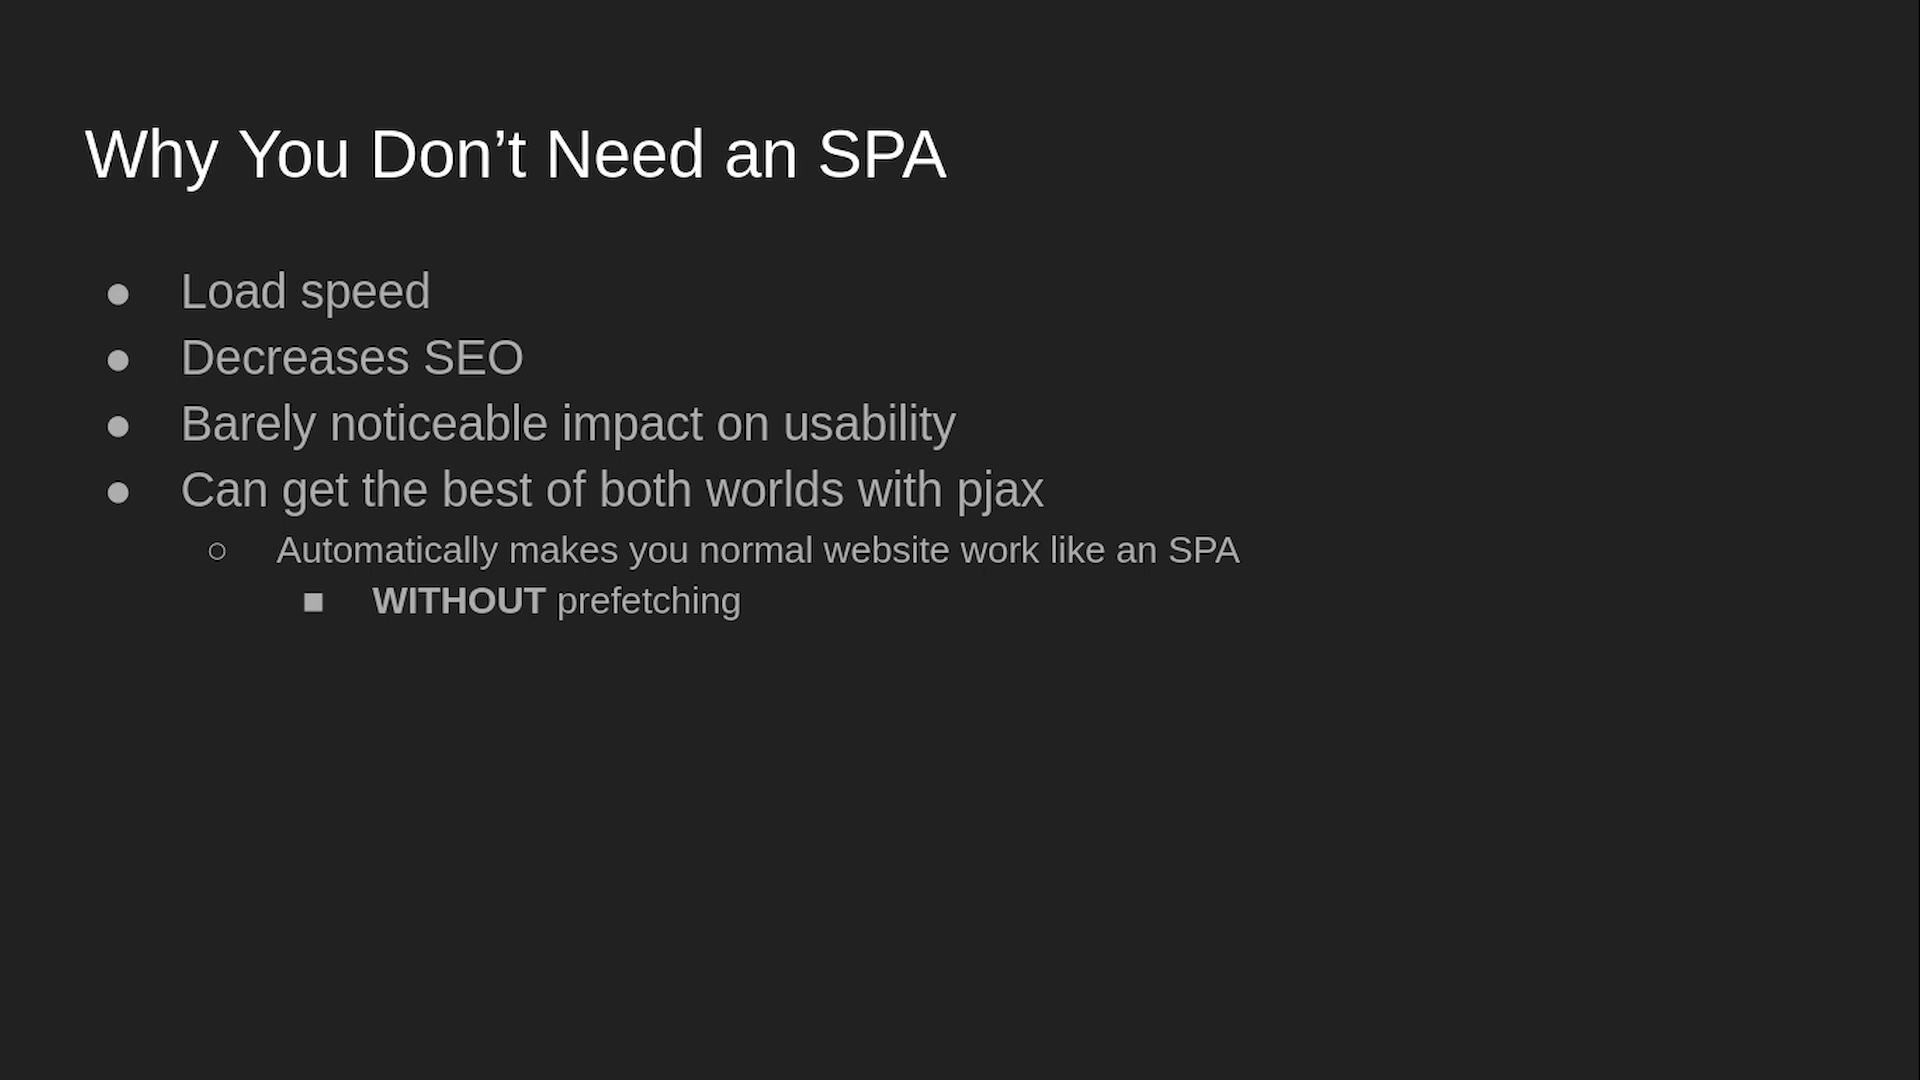 Why You Don’t Need an SPA
● Load speed
● Decreases SEO
● Barely noticeable impact on usability
● Can get the best of both worlds with pjax
○ Automatically makes you normal website work like an SPA
■ WITHOUT prefetching